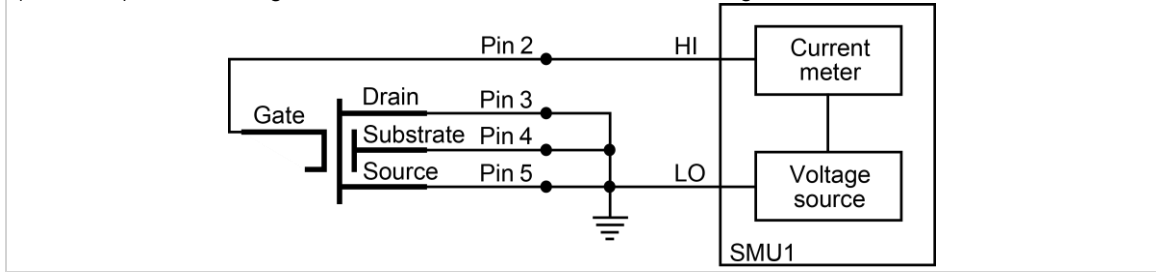 Pin 2
HI
Current
meter
Drain
Pin 3
Gate
Substrate
Pin 4
Source
Pin 5
LO
Voltage
source
SMU1